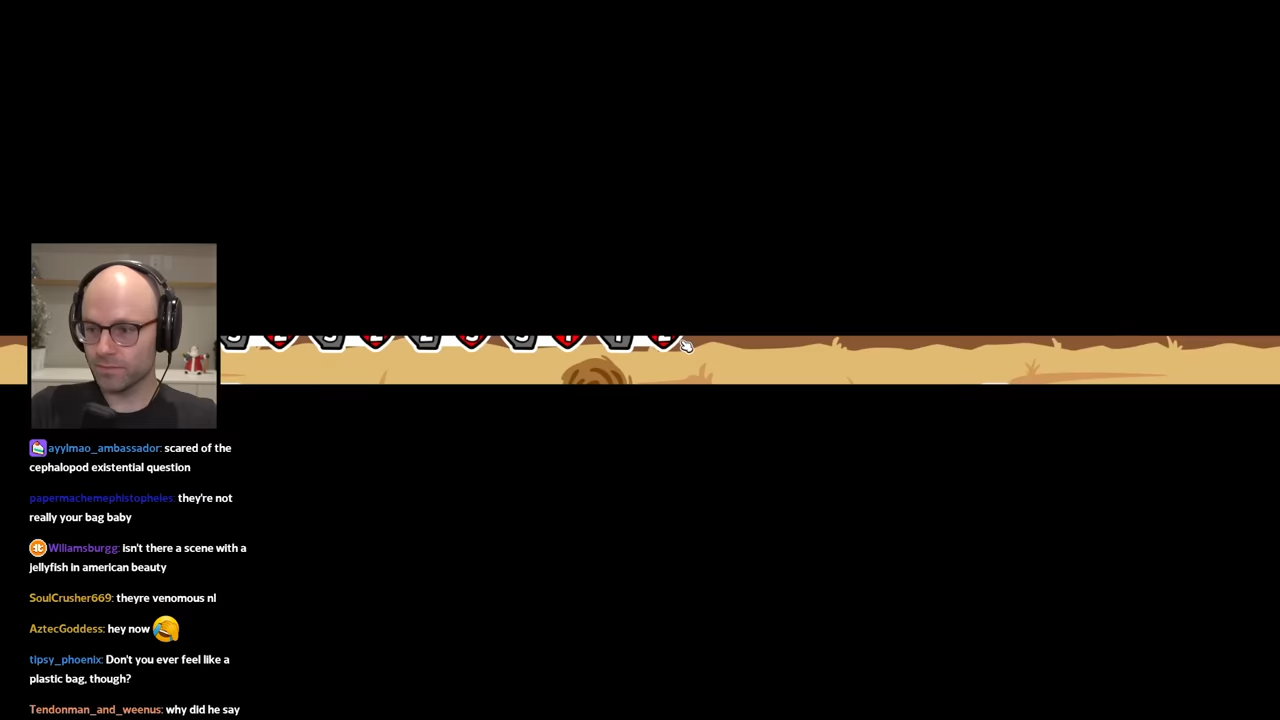 ayylmao_ambassador: scared of the
cephalopod existential question
papermachemephistopheles: they're not
really your bag baby
Wlliamsburgg: isn't there a scene with a
jellyfish in american beauty
SoulCrusher669: theyre venomous nl
AztecGoddess: hey now
tipsy_phoenix: Don't you ever feel like a
plastic bag, though?
Tendonman_and_weenus: why did he say